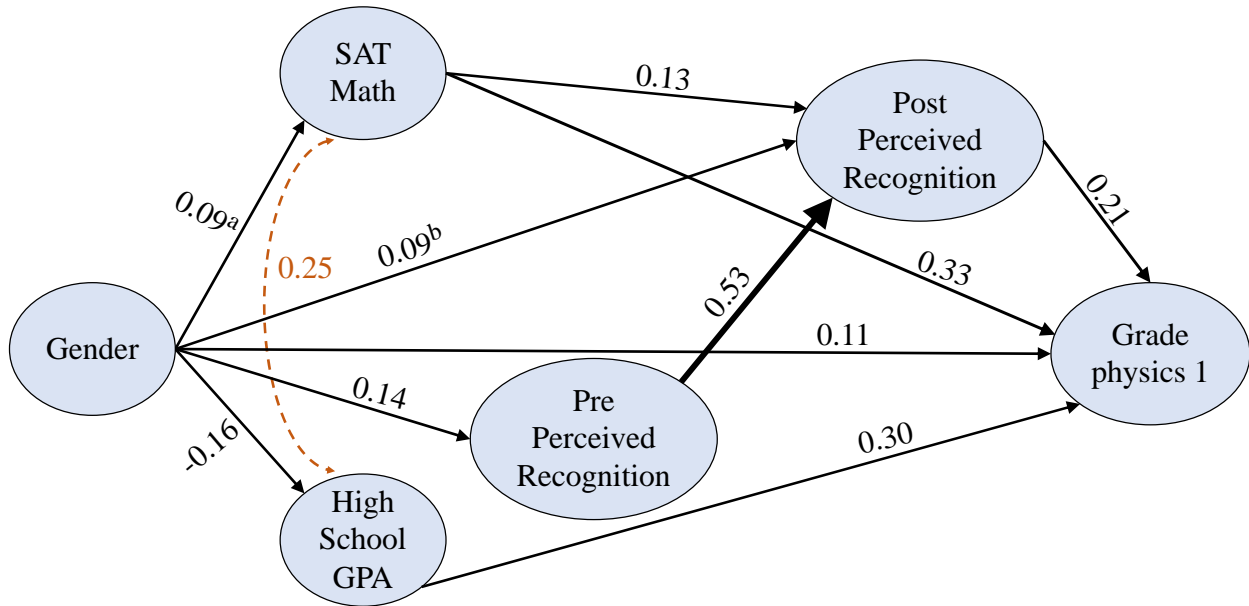 SAT
Math
0.13
Post
Perceived
Recognition
0.09ᵃ
0.25
0.09ᵇ
0.21
0.33
0.53
Gender
0.11
Grade
physics 1
0.14
Pre
Perceived
Recognition
-0.16
0.30
High
School
GPA